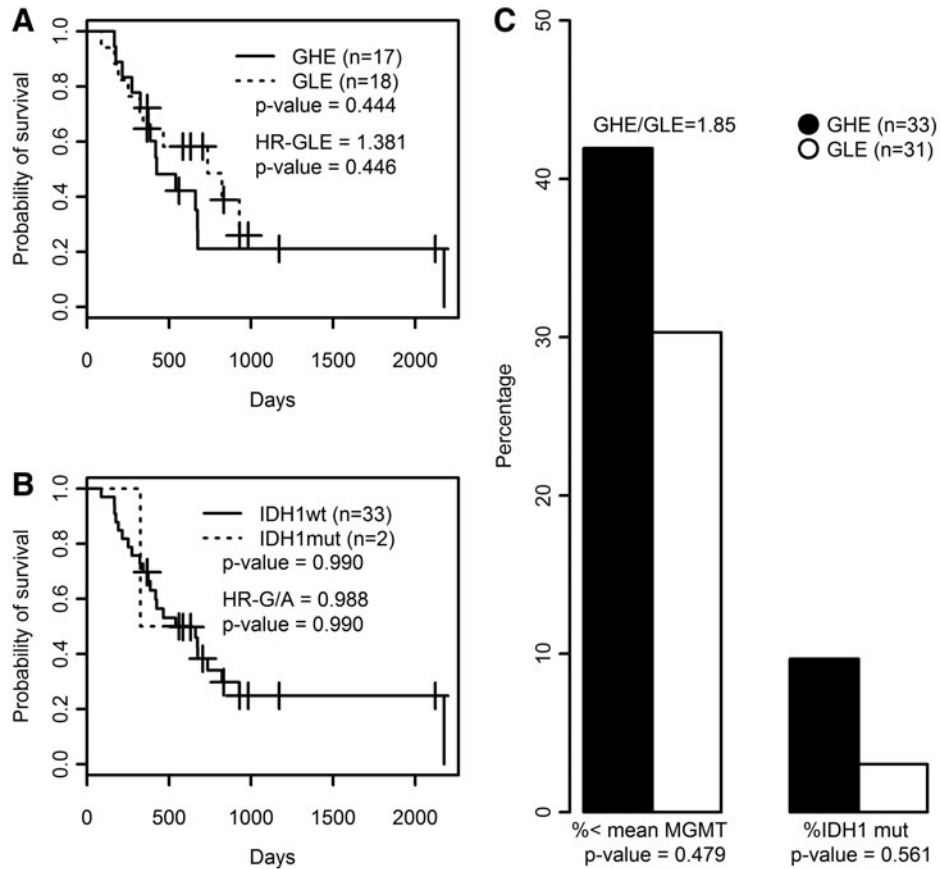 A
Probability of survival
1.0
0.8
0.6
0.4
0.2
0.0
GHE (n=17)
GLE (n=18)
p-value = 0.444
HR-GLE = 1.381
p-value = 0.446
0 500 1000 1500 2000
Days
B
Probability of survival
1.0
0.8
0.6
0.4
0.2
0.0
IDH1wt (n=33)
IDH1mut (n=2)
p-value = 0.990
HR-G/A = 0.988
p-value = 0.990
0 500 1000 1500 2000
Days
C
Percentage
50
40
30
20
10
0
GHE/GLE=1.85
GHE (n=33)
GLE (n=31)
%< mean MGMT
p-value = 0.479
%IDH1 mut
p-value = 0.561